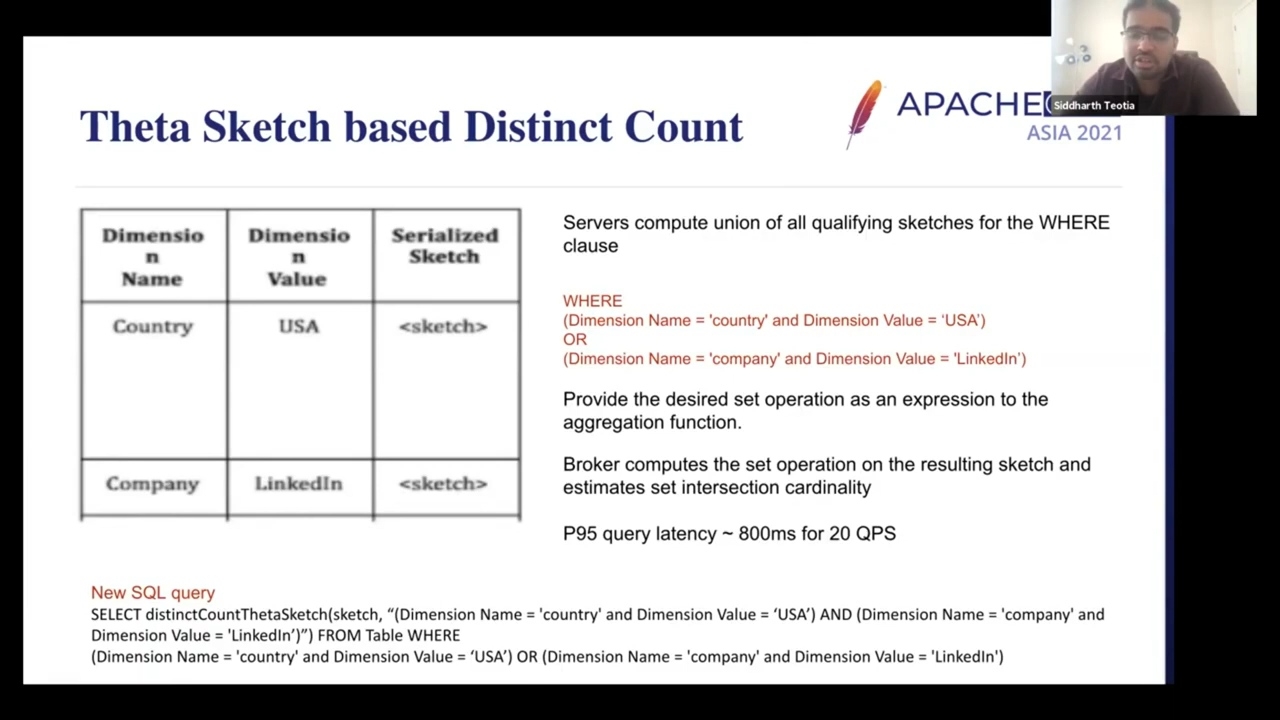 Siddharth Teotia
APACHE
ASIA 2021
Theta Sketch based Distinct Count
Dimensio
n
Name
Dimensio
n
Value
Serialized
Sketch
Country
USA
<sketch>
Company
LinkedIn
<sketch>
Servers compute union of all qualifying sketches for the WHERE
clause
WHERE
(Dimension Name = 'country' and Dimension Value = ‘USA’)
OR
(Dimension Name = 'company' and Dimension Value = 'LinkedIn’)
Provide the desired set operation as an expression to the
aggregation function.
Broker computes the set operation on the resulting sketch and
estimates set intersection cardinality
P95 query latency ~ 800ms for 20 QPS
New SQL query
SELECT distinctCountThetaSketch(sketch, “(Dimension Name = 'country' and Dimension Value = ‘USA’) AND (Dimension Name = 'company' and
Dimension Value = 'LinkedIn’)”) FROM Table WHERE
(Dimension Name = 'country' and Dimension Value = ‘USA’) OR (Dimension Name = 'company' and Dimension Value = 'LinkedIn')